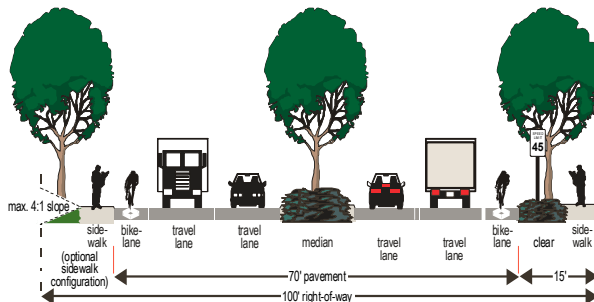 SPEED
LIMIT
45
max. 4:1 slope
side-
walk
(optional
sidewalk
configuration)
bike-
lane
travel
lane
travel
lane
median
travel
lane
travel
lane
bike-
lane
clear
side-
walk
70' pavement
15'
100' right-of-way